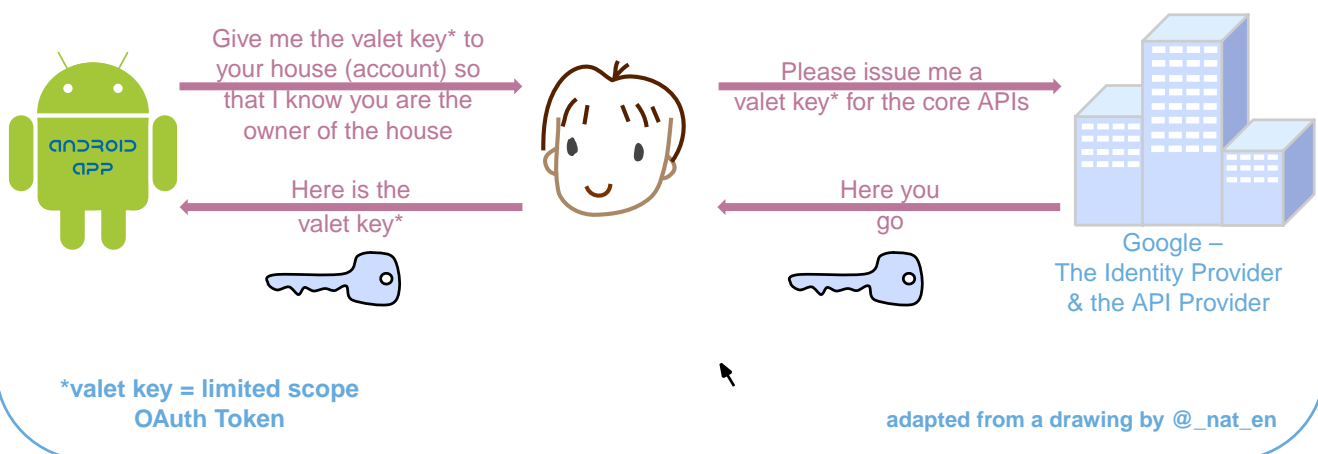 Give me the valet key* to
your house (account) so
that I know you are the
owner of the house
Please issue me a
valet key* for the core APIs
ANDROID
APP
Here is the
valet key*
Here you
go
Google –
The Identity Provider
& the API Provider
*valet key = limited scope
OAuth Token
adapted from a drawing by @_nat_en